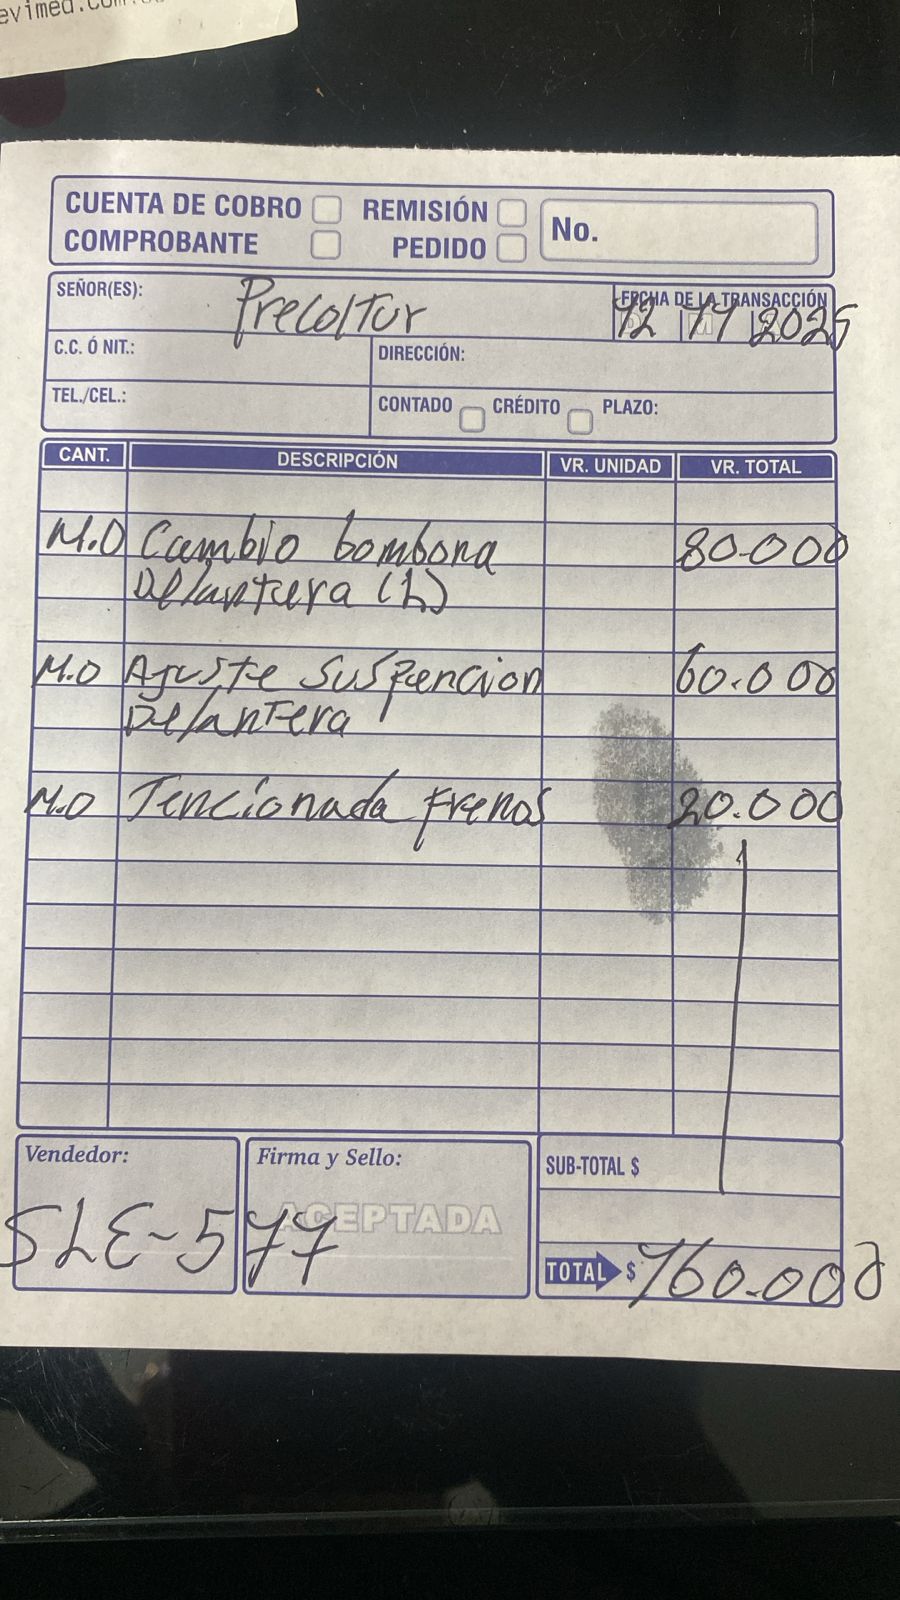 evimed.com.co
CUENTA DE COBRO REMISIÓN No.
COMPROBANTE PEDIDO
SEÑOR(ES): Precoltur FECHA DE LA TRANSACCIÓN
12 11 2025
C.C. Ó NIT.: DIRECCIÓN:
TEL./CEL.: CONTADO CRÉDITO PLAZO:
CANT. DESCRIPCIÓN VR. UNIDAD VR. TOTAL
M.O Cambio bombona 80.000
Delantera (1)
M.O Ajuste Suspencion 60.000
Delantera
M.O Tencionada frenos 20.000
Vendedor: Firma y Sello: SUB-TOTAL $
ACEPTADA
SLE-577
TOTAL $ 160.000